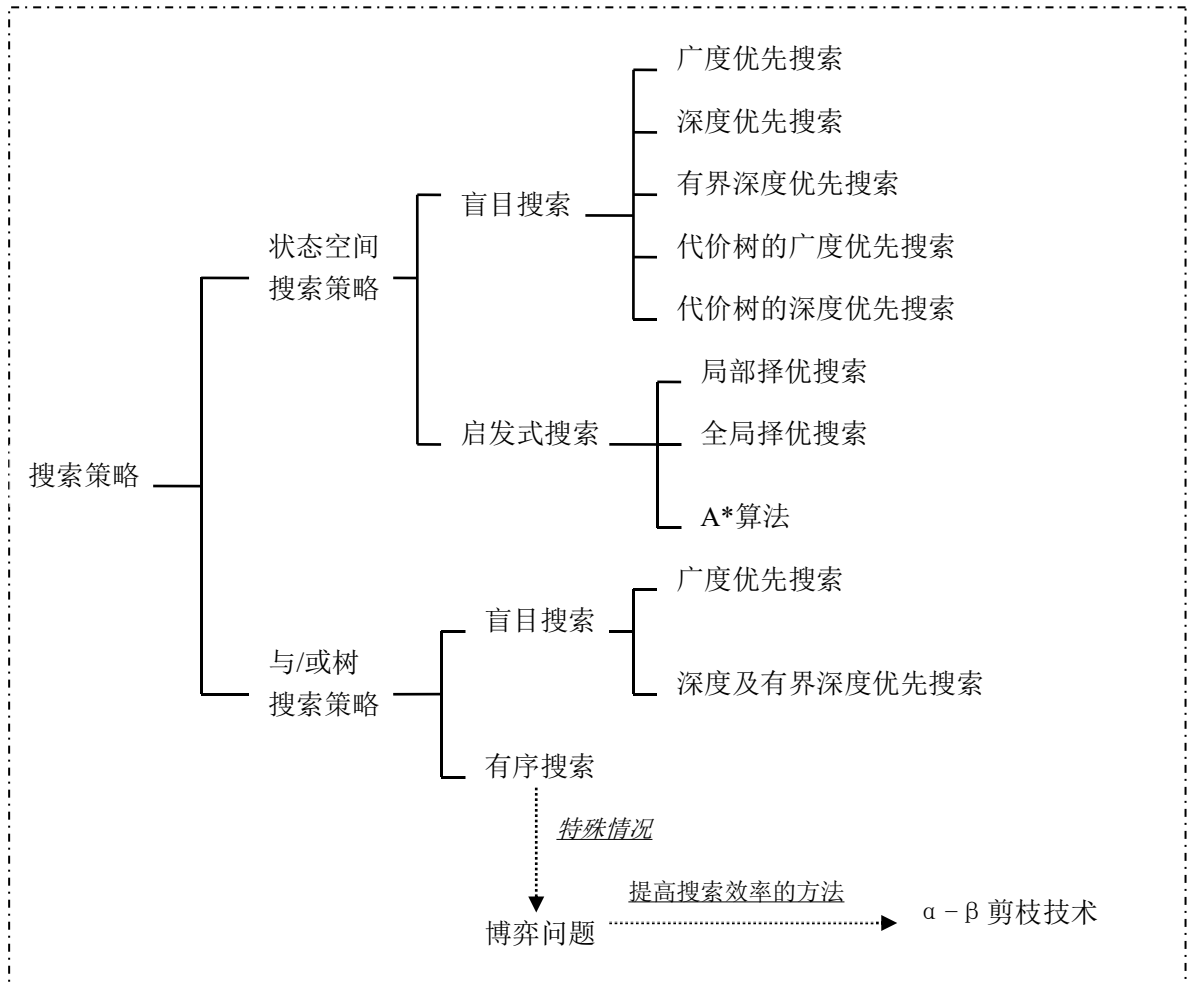 广度优先搜索
深度优先搜索
有界深度优先搜索
盲目搜索
代价树的广度优先搜索
状态空间
搜索策略
代价树的深度优先搜索
局部择优搜索
启发式搜索
全局择优搜索
搜索策略
A*算法
广度优先搜索
盲目搜索
与/或树
搜索策略
深度及有界深度优先搜索
有序搜索
特殊情况
提高搜索效率的方法
博弈问题
α-β剪枝技术